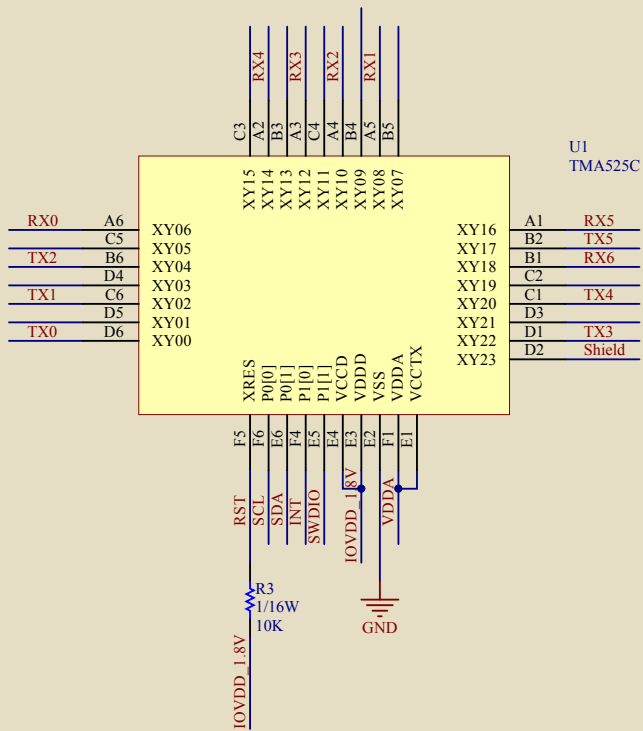 RX4
RX3
RX2
RX1
C3
A2
B3
A3
C4
A4
B4
A5
B5
U1
TMA525C
XY15
XY14
XY13
XY12
XY11
XY10
XY09
XY08
XY07
RX0 A6 XY06
C5 XY05
TX2 B6 XY04
D4 XY03
TX1 C6 XY02
D5 XY01
TX0 D6 XY00
XY16 A1 RX5
XY17 B2 TX5
XY18 B1 RX6
XY19 C2
XY20 C1 TX4
XY21 D3
XY22 D1 TX3
XY23 D2 Shield
XRES
P0[0]
P0[1]
P1[0]
P1[1]
VCCD
VDDD
VSS
VDDA
VCCTX
F5
F6
E6
F4
E5
E4
E3
E2
F1
E1
RST
SCL
SDA
INT
SWDIO
IOVDD_1.8V
VDDA
R3
1/16W
10K
GND
IOVDD_1.8V